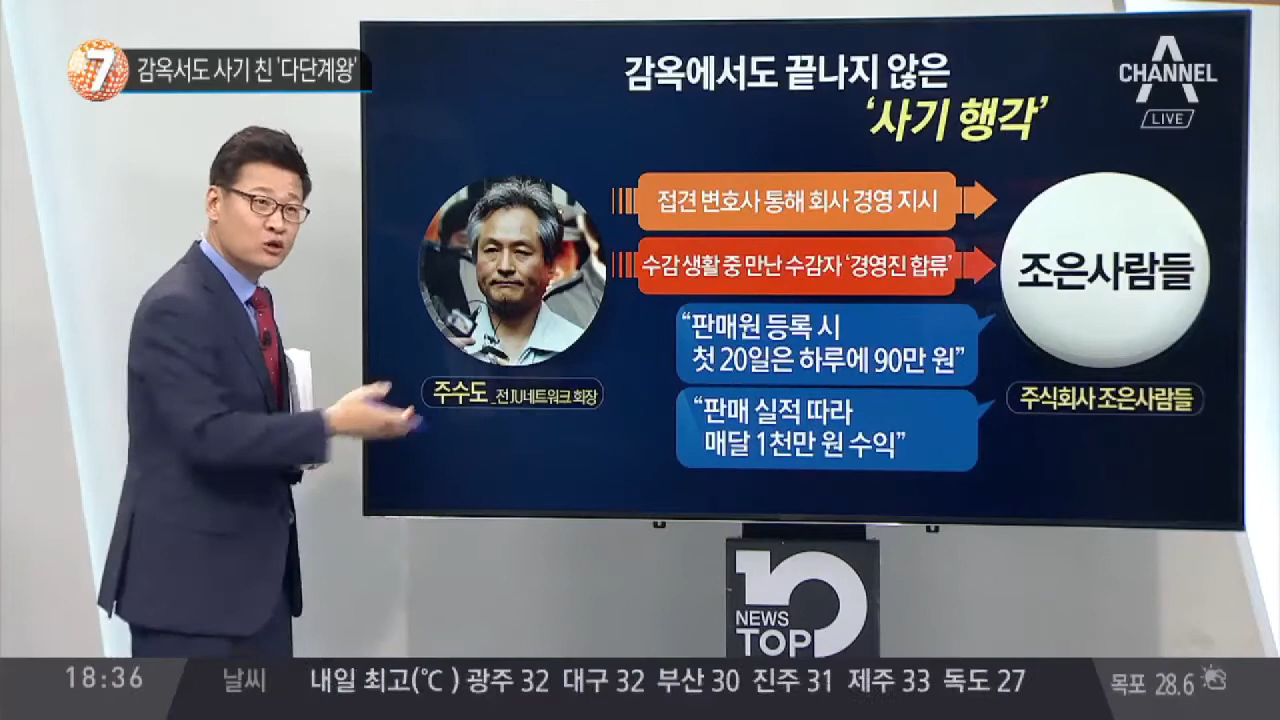 7
감옥서도 사기 친 '다단계왕'
감옥에서도 끝나지 않은
'사기 행각'
CHANNEL A
LIVE
접견 변호사 통해 회사 경영 지시
수감 생활 중 만난 수감자 '경영진 합류'
조은사람들
"판매원 등록 시
첫 20일은 하루에 90만 원"
"판매 실적 따라
매달 1천만 원 수익"
주수도_전 JU네트워크 회장
주식회사 조은사람들
NEWS
TOP
10
18:36
날씨
내일 최고(℃) 광주 32 대구 32 부산 30 진주 31 제주 33 독도 27
목포 28.6